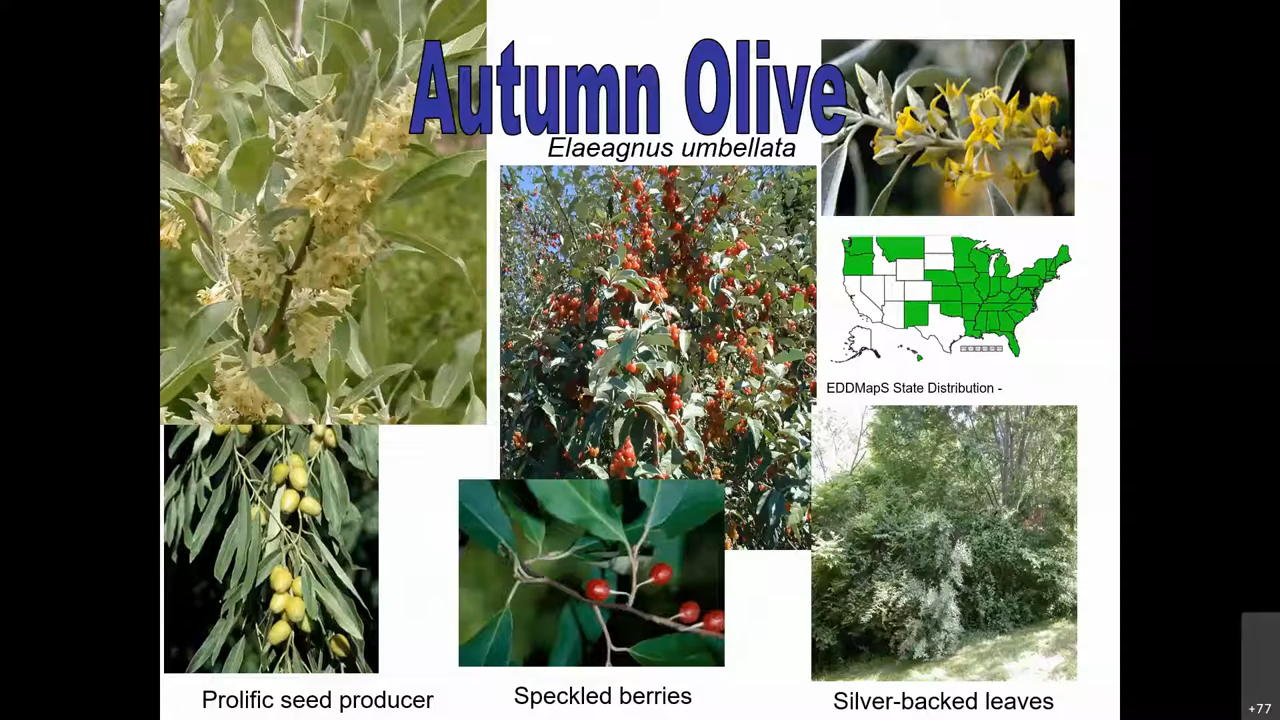 Autumn Olive
Elaeagnus umbellata
EDDMapS State Distribution -
Prolific seed producer
Speckled berries
Silver-backed leaves
+77